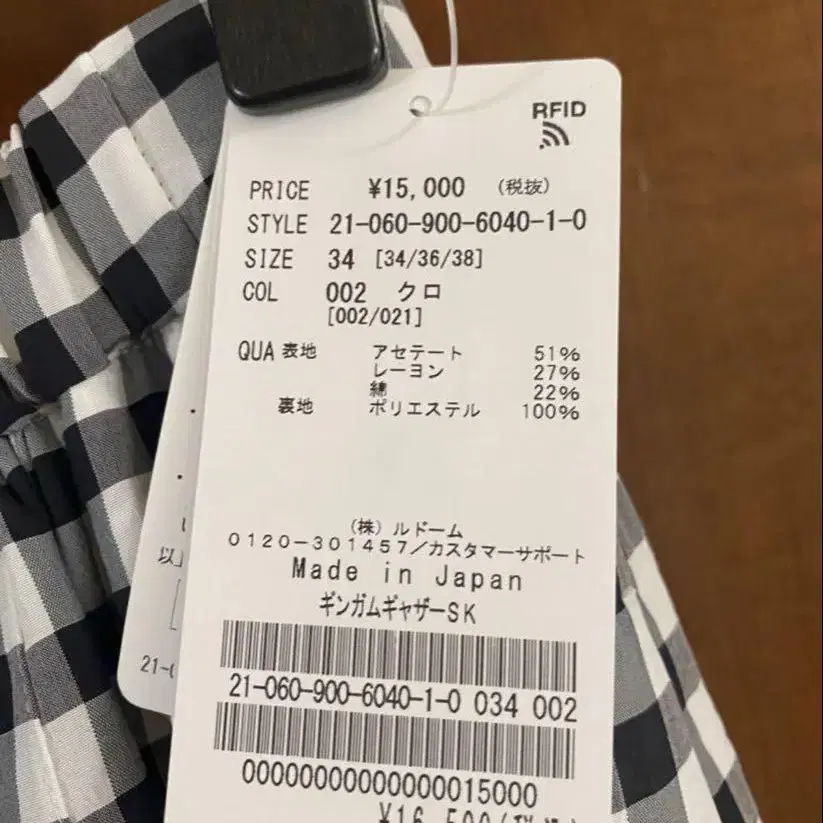 RFID
PRICE ¥15,000 (税抜)
STYLE 21-060-900-6040-1-0
SIZE 34 [34/36/38]
COL 002 クロ
[002/021]
QUA 表地 アセテート 51%
レーヨン 27%
綿 22%
裏地 ポリエステル 100%
(株)ルドーム
0120-301457/カスタマーサポート
Made in Japan
ギンガムギャザーSK
21-060-900-6040-1-0 034 002
00000000000000015000
以
21-